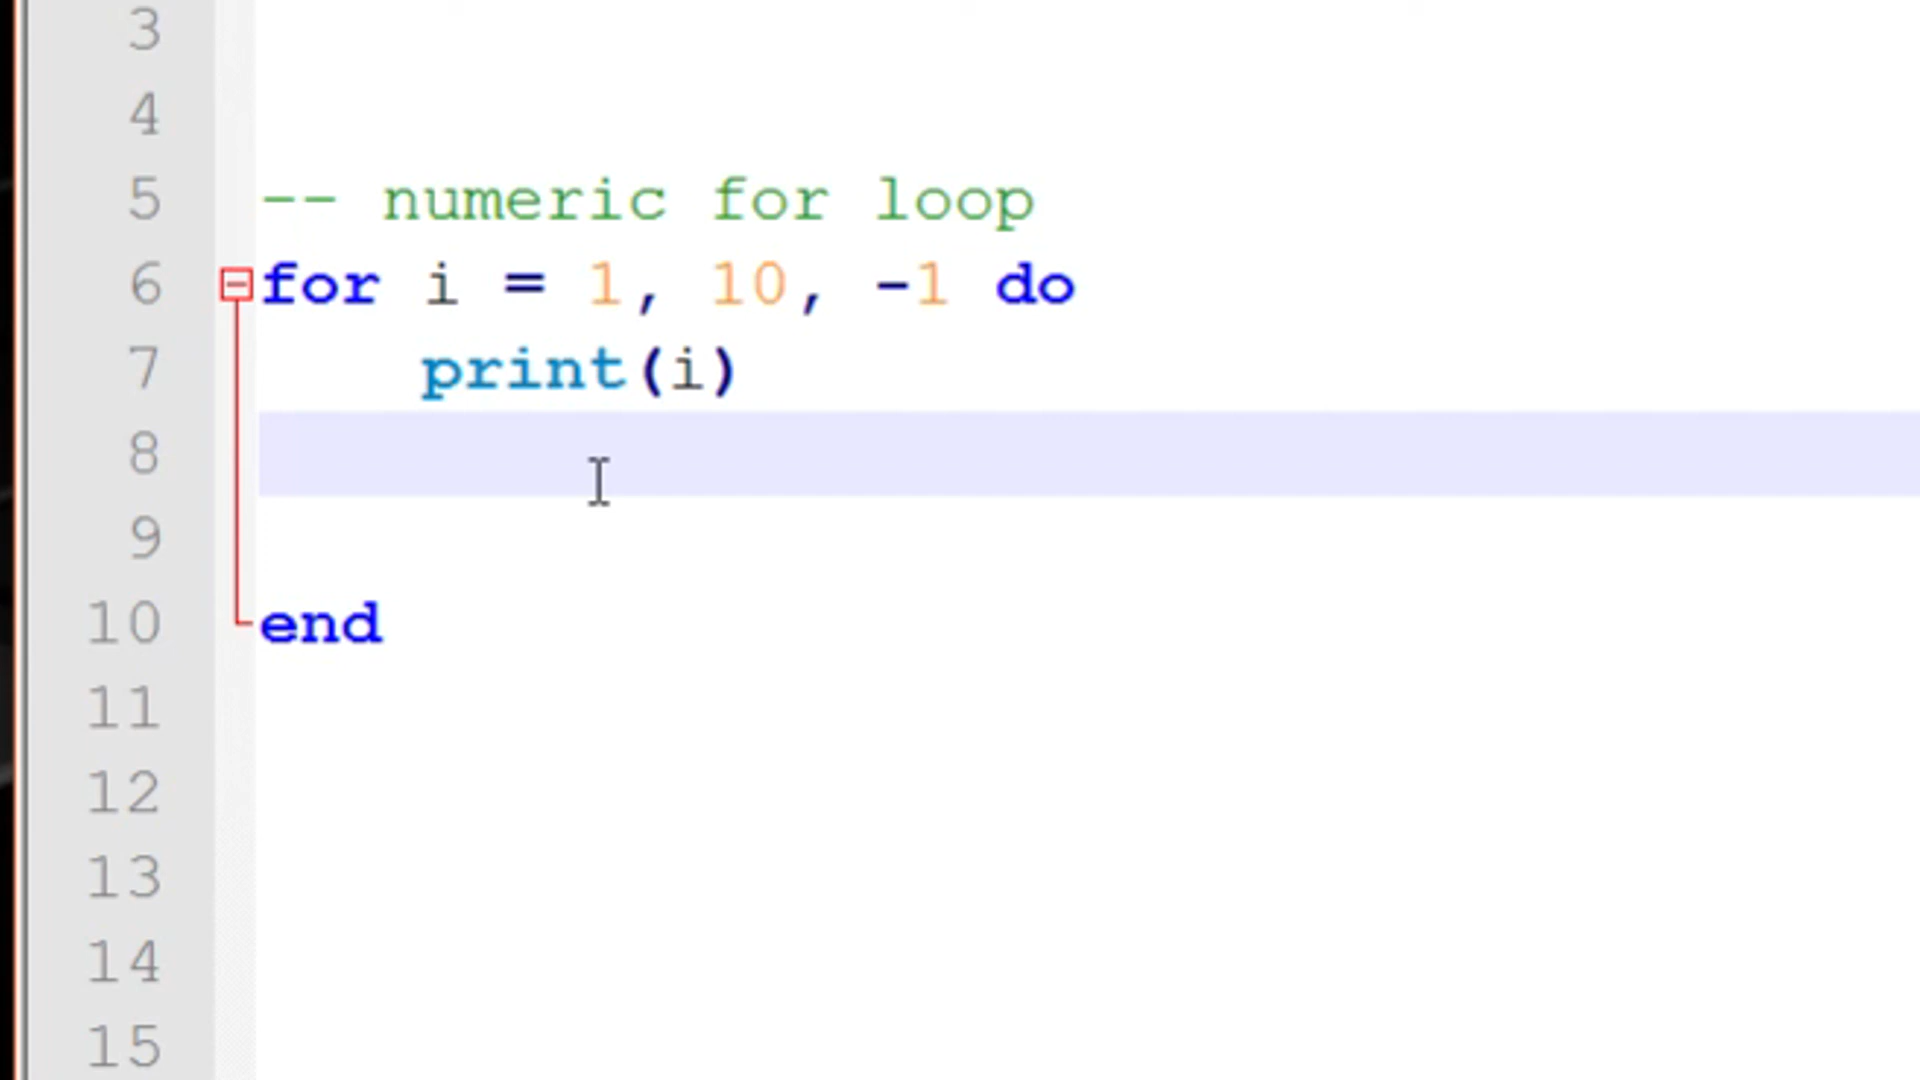 3
4
5 -- numeric for loop
6 for i = 1, 10, -1 do
7 print(i)
8
9
10 end
11
12
13
14
15